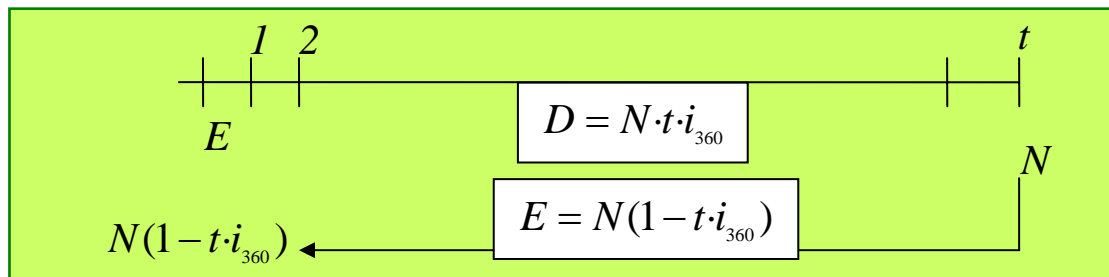 1 2 t
E
D = N·t·i₃₆₀
N
E = N(1 − t·i₃₆₀)
N(1 − t·i₃₆₀)